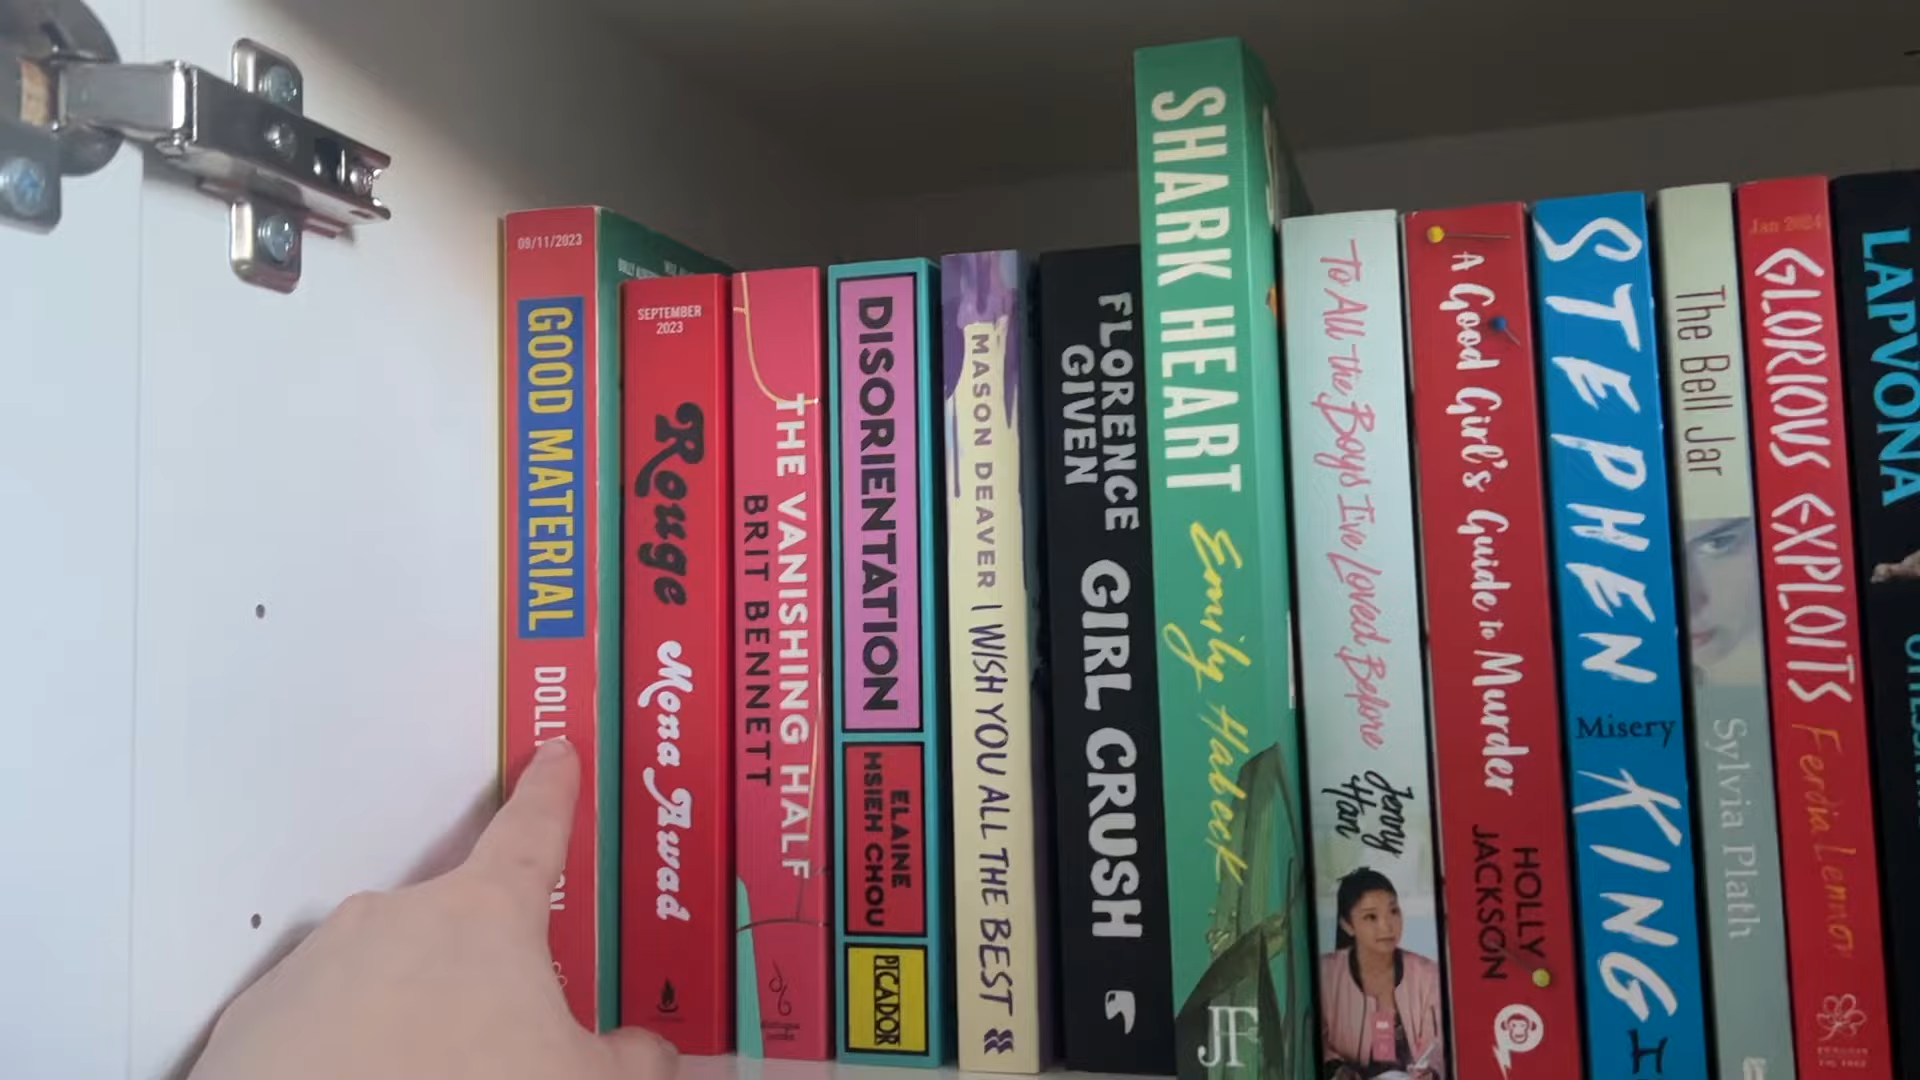 09/11/2023
GOOD MATERIAL
SEPTEMBER
2023
Rouge
Mona Awad
THE VANISHING HALF
BRIT BENNETT
DISORIENTATION
ELAINE
HSIEH CHOU
PICADOR
MASON DEAVER | I WISH YOU ALL THE BEST
FLORENCE
GIVEN
GIRL CRUSH
SHARK HEART
Emily Habeck
JF
To All the Boys I've Loved Before
Jenny
Han
A Good Girl's Guide to Murder
HOLLY
JACKSON
STEPHEN KING
Misery
H
The Bell Jar
Sylvia Plath
Jan 2024
GLORIOUS EXPLOITS
Ferdia Lennon
LAPVONA